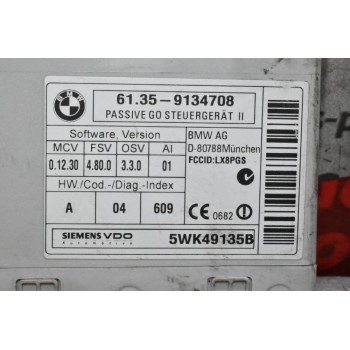 BMW
61.35-9134708
PASSIVE GO STEUERGERÄT II
Software, Version
MCV FSV OSV AI
0.12.30 4.80.0 3.3.0 01
HW./Cod-/Diag.-Index
A 04 609
BMW AG
D-80788München
FCCID:LX8PGS
CE 0682 !
SIEMENS VDO
Automotive
5WK49135B